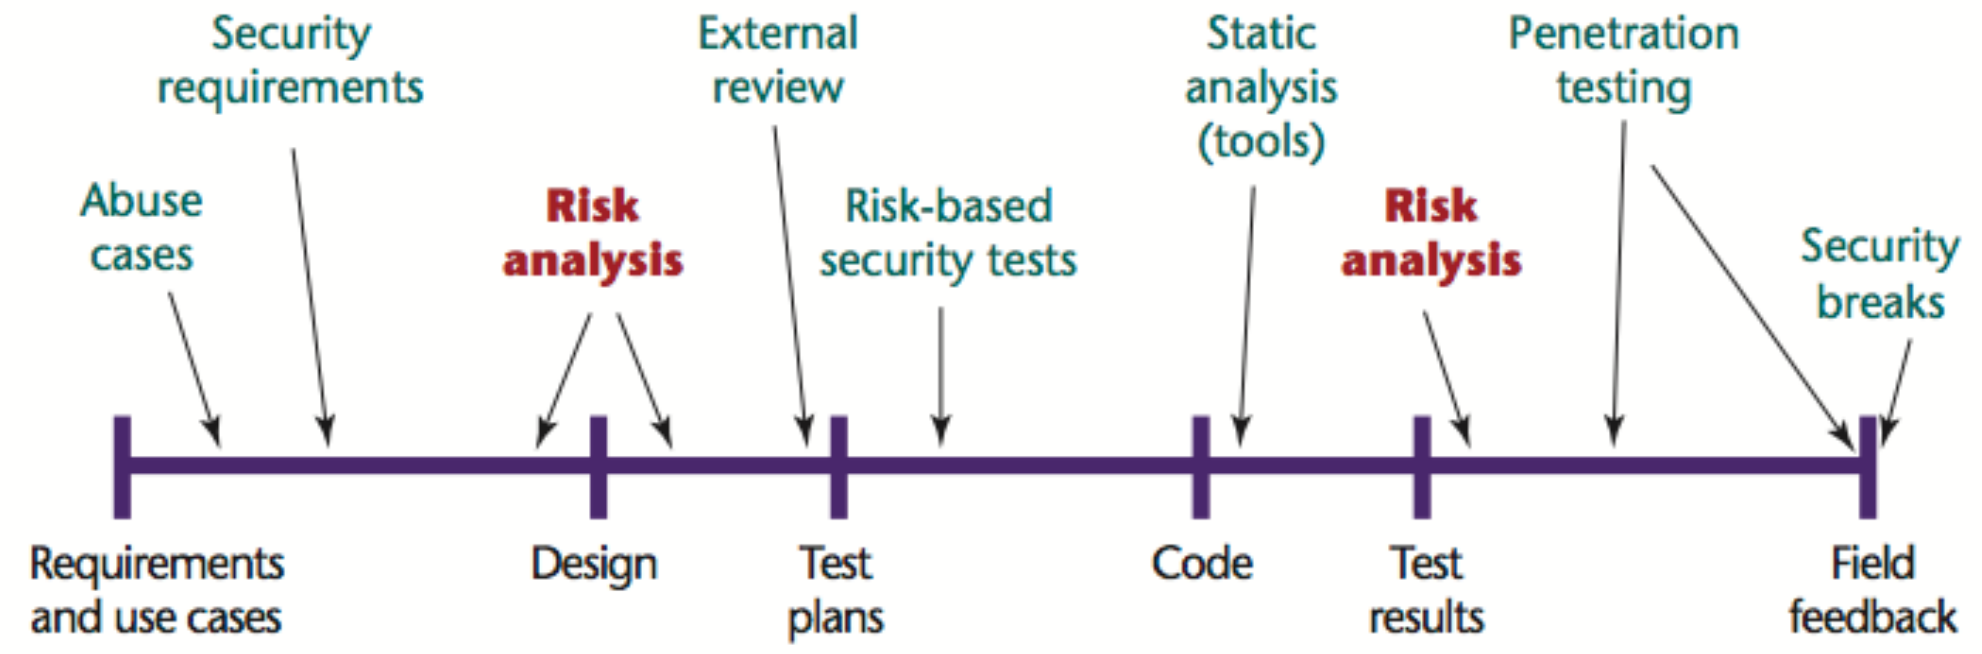 Security
requirements
External
review
Static
analysis
(tools)
Penetration
testing
Abuse
cases
Risk
analysis
Risk-based
security tests
Risk
analysis
Security
breaks
Requirements
and use cases
Design
Test
plans
Code
Test
results
Field
feedback